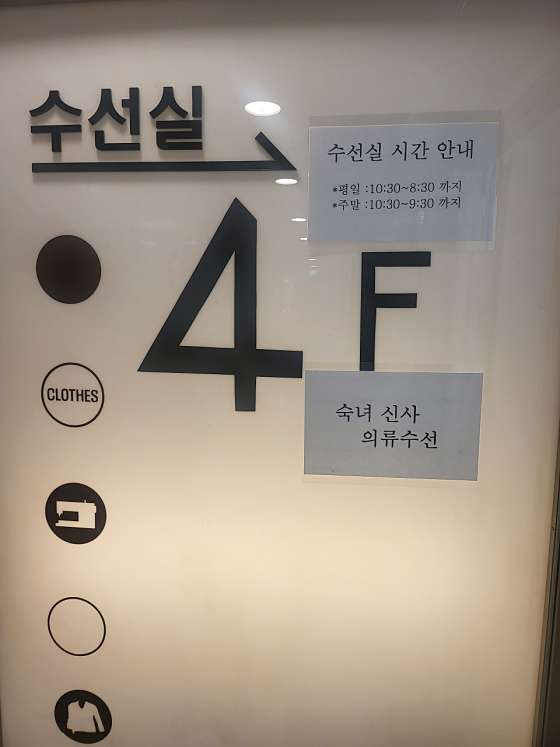 수선실
수선실 시간 안내
*평일 :10:30~8:30 까지
*주말 :10:30~9:30 까지
4F
CLOTHES
숙녀 신사
의류수선